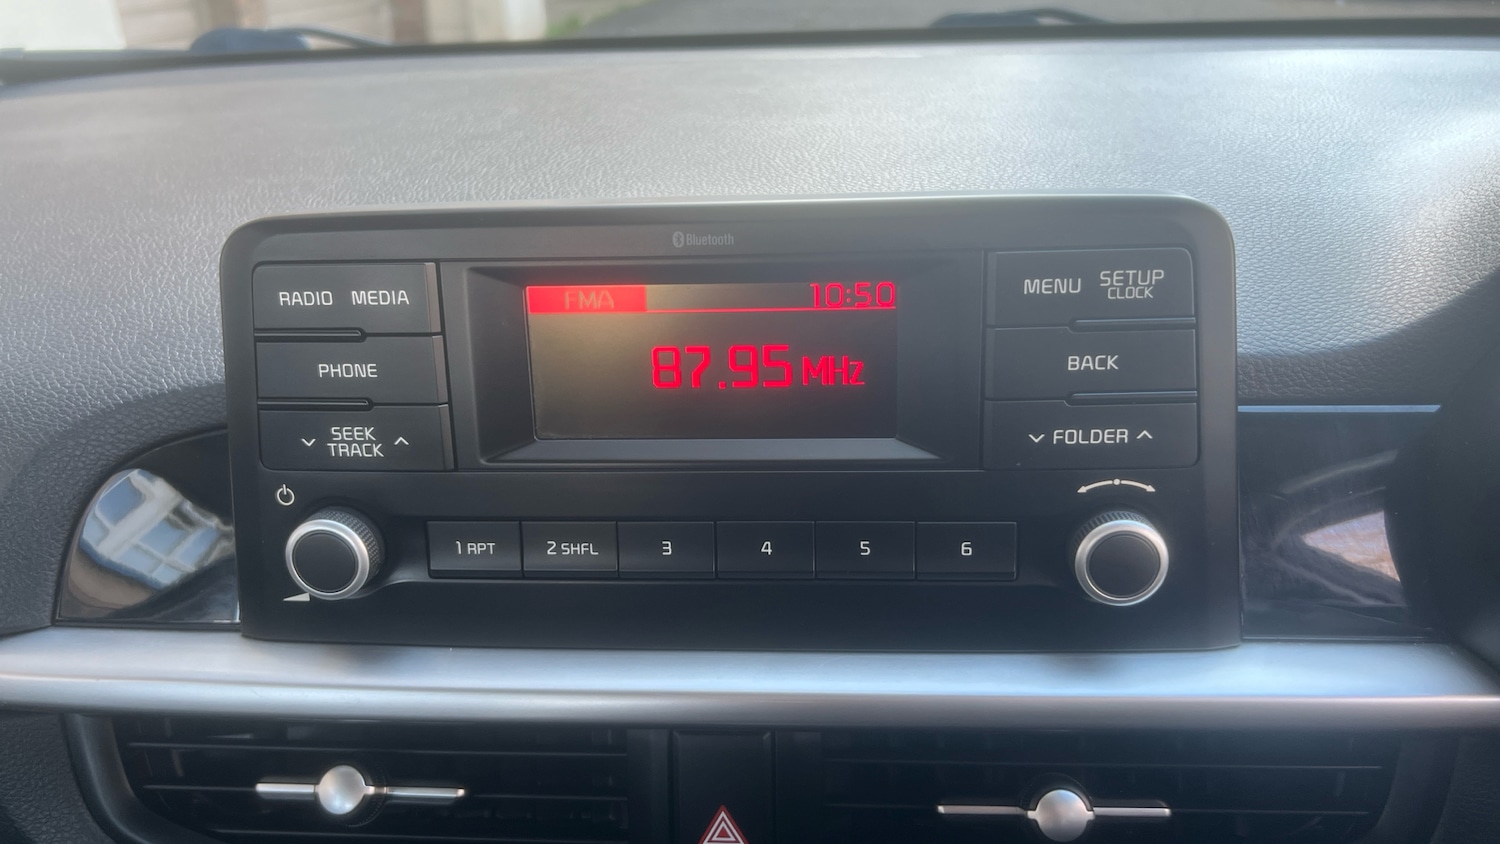 Bluetooth
RADIO MEDIA
PHONE
SEEK
TRACK
FMA 10:50
87.95 MHz
MENU SETUP
CLOCK
BACK
FOLDER
1 RPT 2 SHFL 3 4 5 6